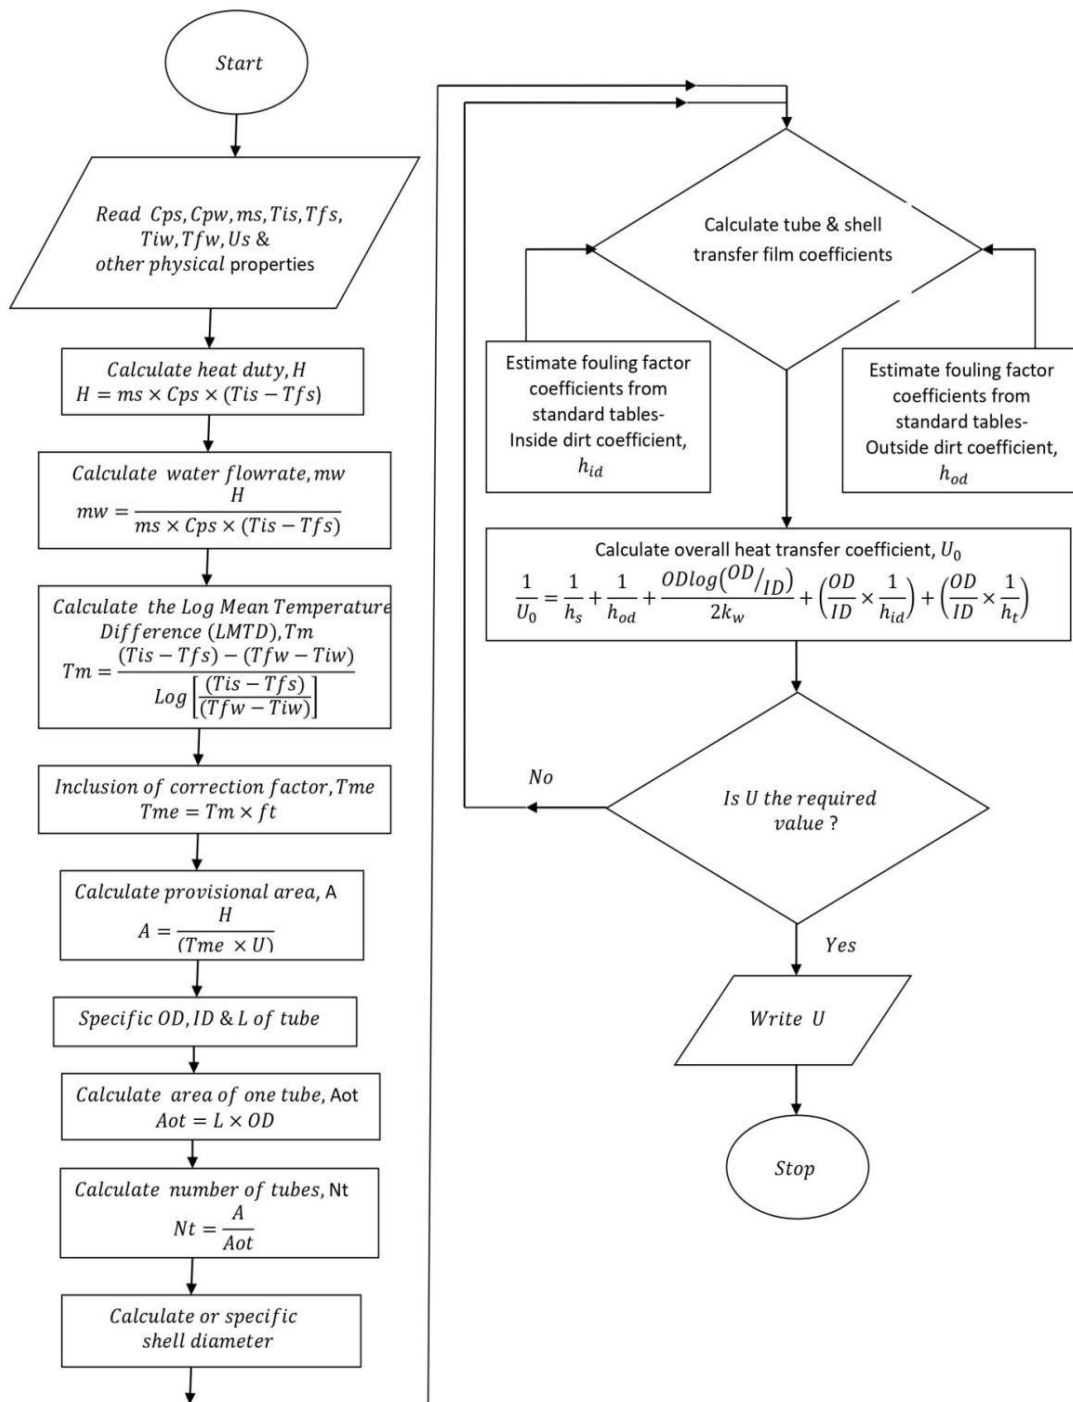 Start
Read Cps, Cpw, ms, Tis, Tfs,
Tiw, Tfw, Us &
other physical properties
Calculate heat duty, H
H = ms × Cps × (Tis − Tfs)
Calculate water flowrate, mw
mw = H / (ms × Cps × (Tis − Tfs))
Calculate the Log Mean Temperature
Difference (LMTD), Tm
Tm = ((Tis − Tfs) − (Tfw − Tiw)) / Log [(Tis − Tfs) / (Tfw − Tiw)]
Inclusion of correction factor, Tme
Tme = Tm × ft
Calculate provisional area, A
A = H / (Tme × U)
Specific OD, ID & L of tube
Calculate area of one tube, Aot
Aot = L × OD
Calculate number of tubes, Nt
Nt = A / Aot
Calculate or specific
shell diameter
Calculate tube & shell
transfer film coefficients
Estimate fouling factor
coefficients from
standard tables-
Inside dirt coefficient,
h_id
Estimate fouling factor
coefficients from
standard tables-
Outside dirt coefficient,
h_od
Calculate overall heat transfer coefficient, U_0
1/U_0 = 1/h_s + 1/h_od + ODlog(OD/ID) / 2k_w + (OD/ID × 1/h_id) + (OD/ID × 1/h_t)
Is U the required
value ?
No
Yes
Write U
Stop